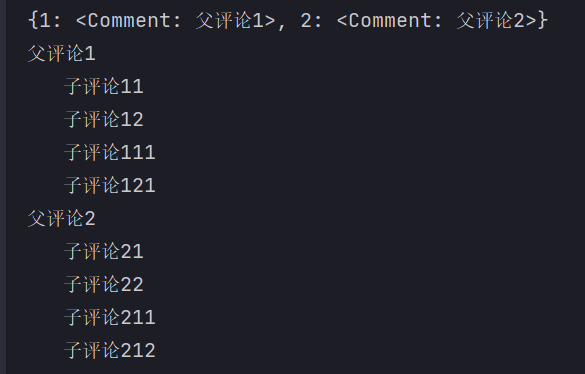 {1: <Comment: 父评论1>, 2: <Comment: 父评论2>}
父评论1
子评论11
子评论12
子评论111
子评论121
父评论2
子评论21
子评论22
子评论211
子评论212